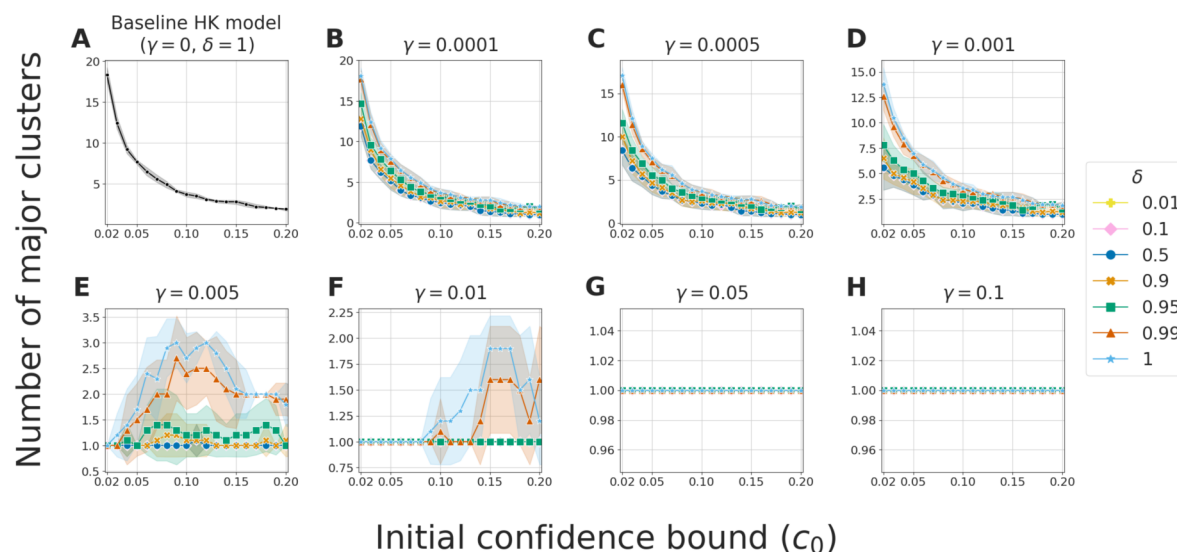 Number of major clusters
A
Baseline HK model
(γ = 0, δ = 1)
20
15
10
5
0.02 0.05 0.10 0.15 0.20
B
γ = 0.0001
20
15
10
5
0
0.02 0.05 0.10 0.15 0.20
C
γ = 0.0005
15
10
5
0
0.02 0.05 0.10 0.15 0.20
D
γ = 0.001
15.0
12.5
10.0
7.5
5.0
2.5
0.02 0.05 0.10 0.15 0.20
E
γ = 0.005
3.5
3.0
2.5
2.0
1.5
1.0
0.5
0.02 0.05 0.10 0.15 0.20
F
γ = 0.01
2.25
2.00
1.75
1.50
1.25
1.00
0.75
0.02 0.05 0.10 0.15 0.20
G
γ = 0.05
1.04
1.02
1.00
0.98
0.96
0.02 0.05 0.10 0.15 0.20
H
γ = 0.1
1.04
1.02
1.00
0.98
0.96
0.02 0.05 0.10 0.15 0.20
δ
0.01
0.1
0.5
0.9
0.95
0.99
1
Initial confidence bound (c₀)